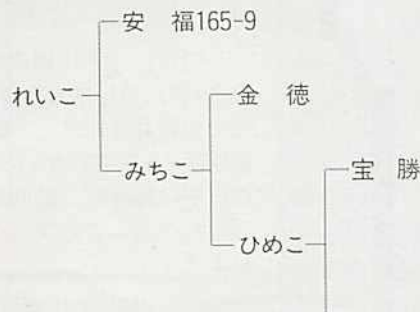 安 福165-9
れいこ
金 徳
みちこ
宝 勝
ひめこ